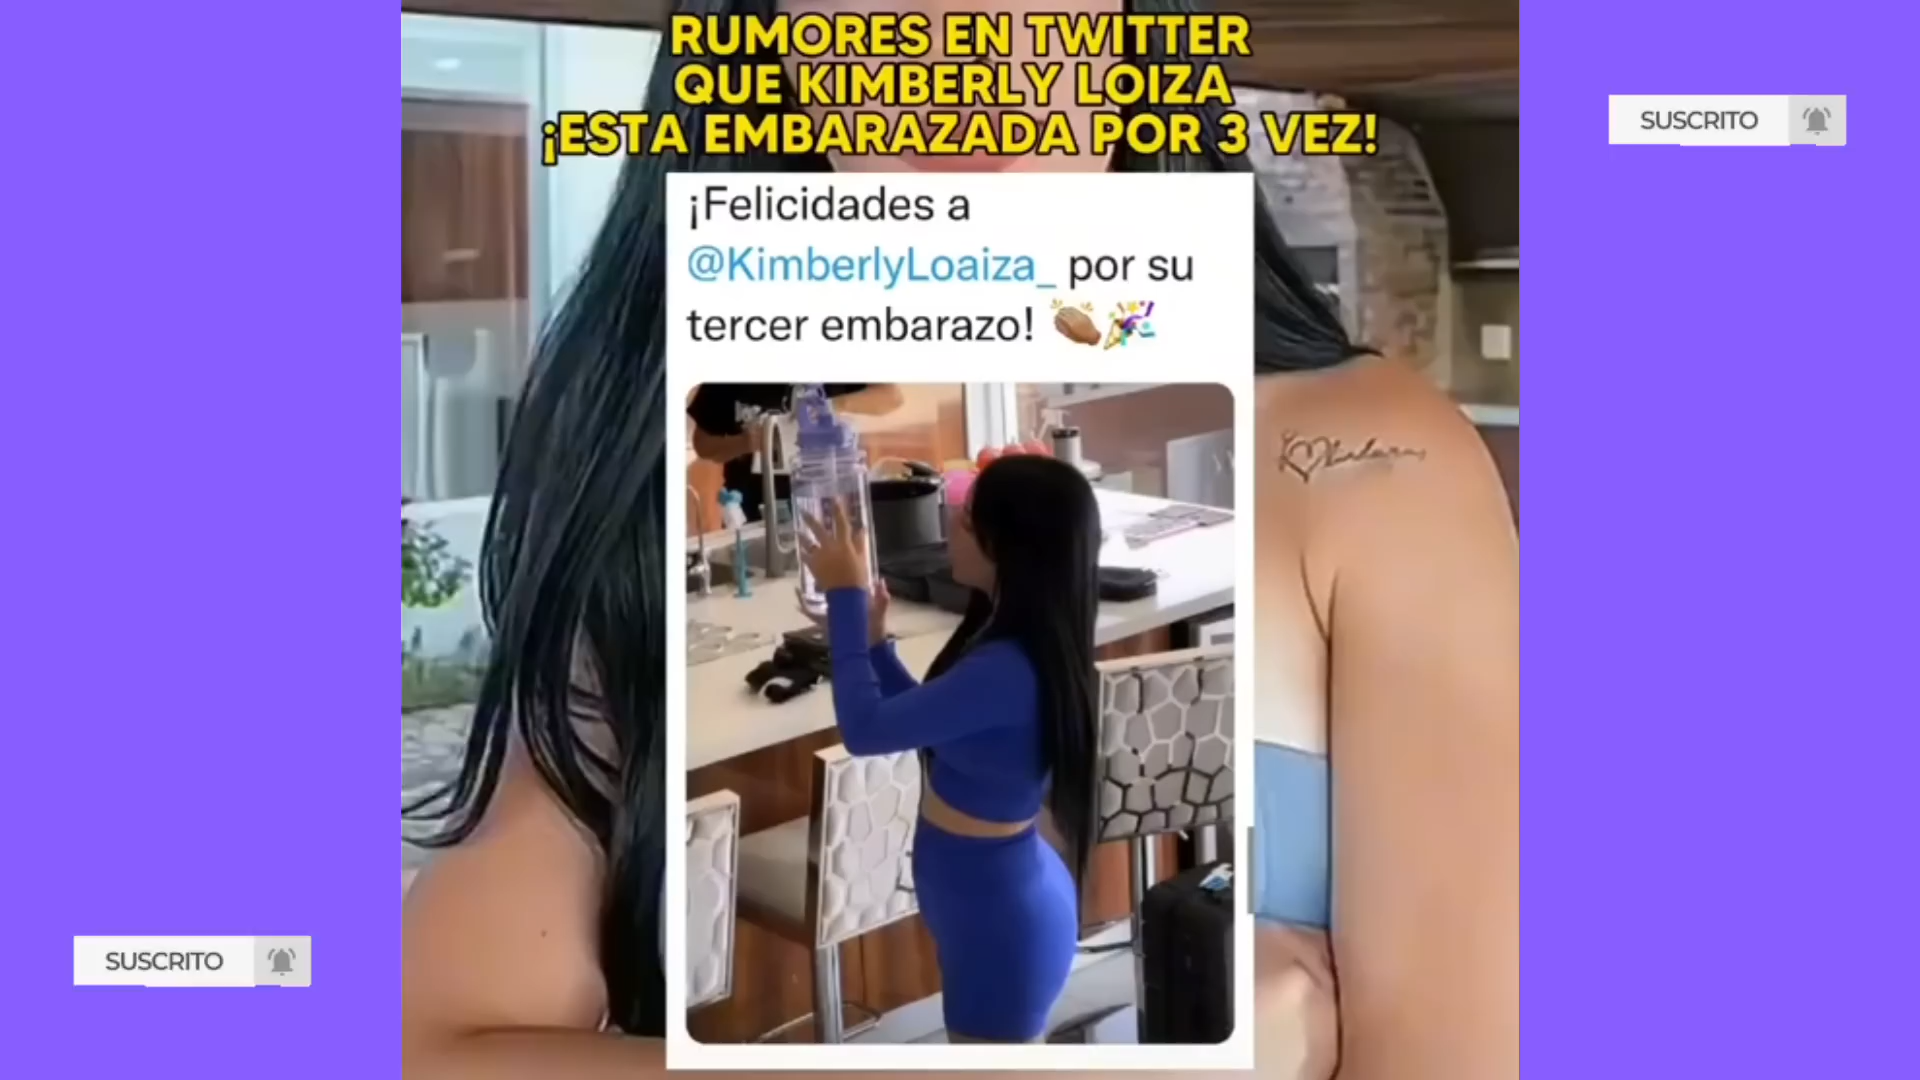 RUMORES EN TWITTER
QUE KIMBERLY LOIZA
¡ESTA EMBARAZADA POR 3 VEZ!
SUSCRITO
¡Felicidades a
@KimberlyLoaiza_ por su
tercer embarazo! 👏🏽🎉
SUSCRITO